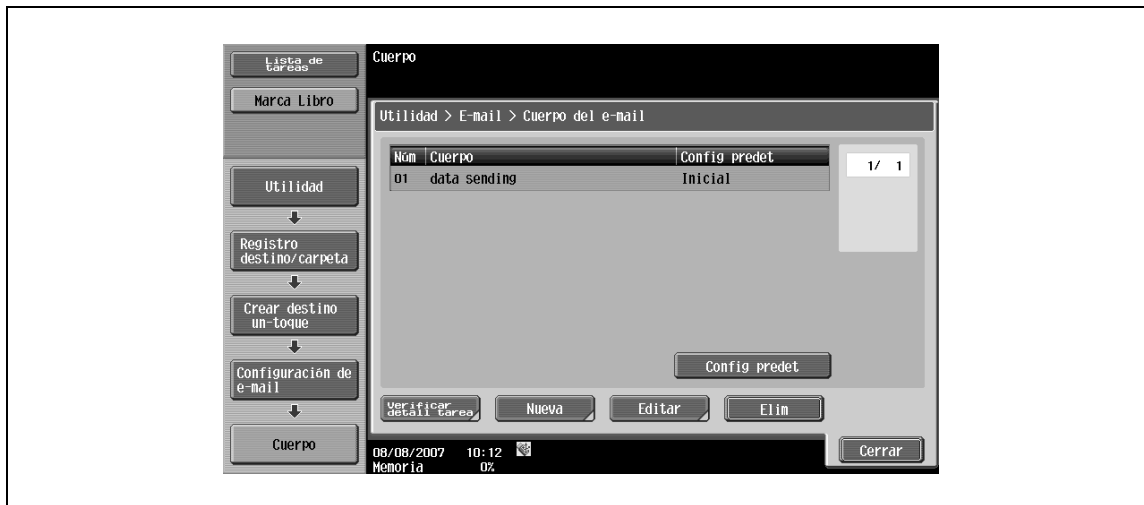 Lista de
tareas
Marca Libro
Utilidad
Registro
destino/carpeta
Crear destino
un-toque
Configuración de
e-mail
Cuerpo
Cuerpo
Utilidad > E-mail > Cuerpo del e-mail
Núm Cuerpo Config predet
01 data sending Inicial
1/ 1
Config predet
Verificar
detall tarea
Nueva
Editar
Elim
08/08/2007 10:12
Memoria 0%
Cerrar